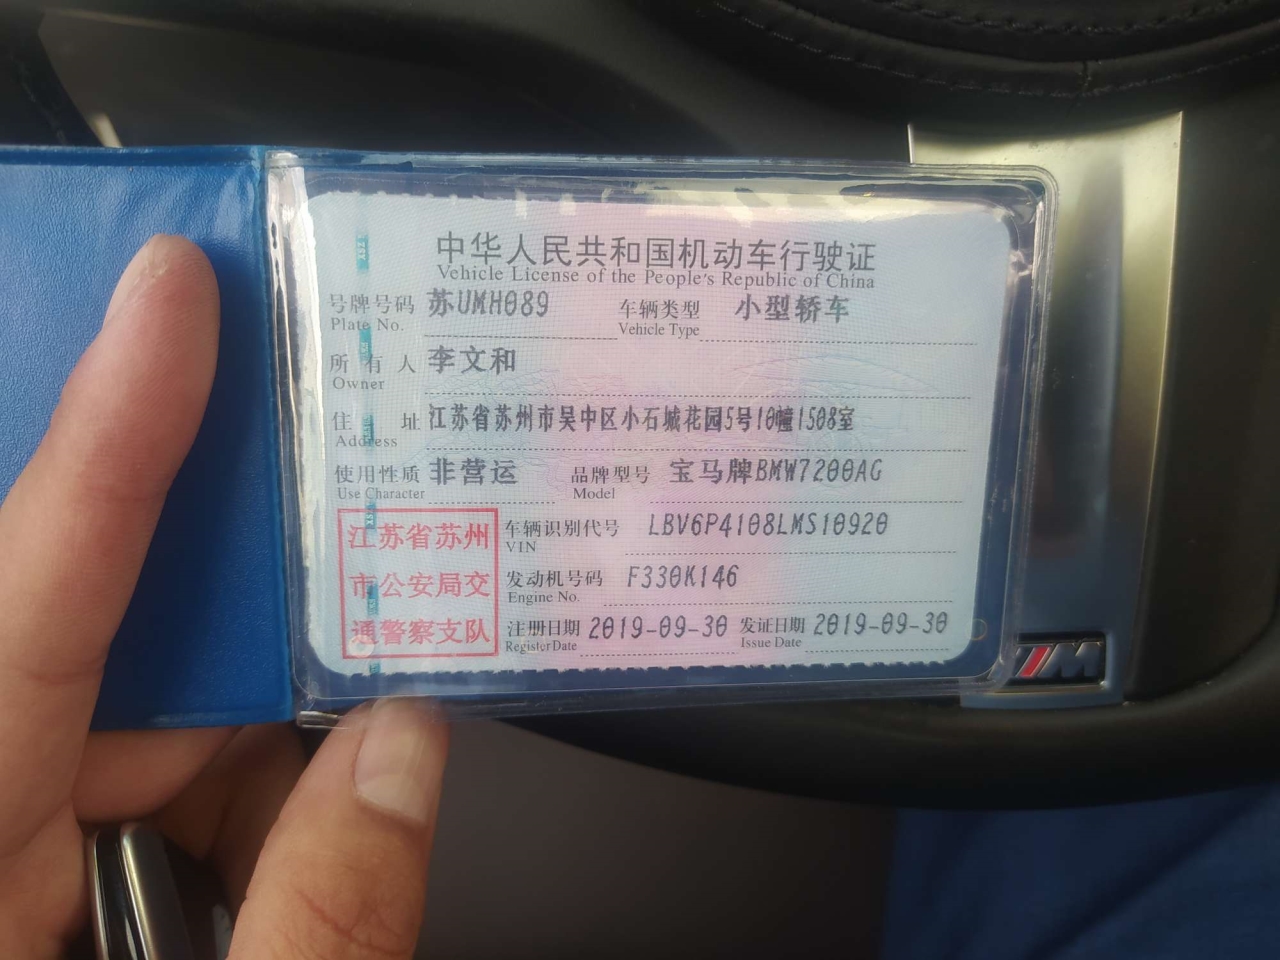 中华人民共和国机动车行驶证
Vehicle License of the People's Republic of China
号牌号码 苏UMH089 车辆类型 小型轿车
Plate No. Vehicle Type
所有人 李文和
Owner
住址 江苏省苏州市吴中区小石城花园5号10幢1508室
Address
使用性质 非营运 品牌型号 宝马牌BMW7200AG
Use Character Model
江苏省苏州
市公安局交
通警察支队
车辆识别代号 LBV6P4108LMS10920
VIN
发动机号码 F330K146
Engine No.
注册日期 2019-09-30 发证日期 2019-09-30
Register Date Issue Date
M